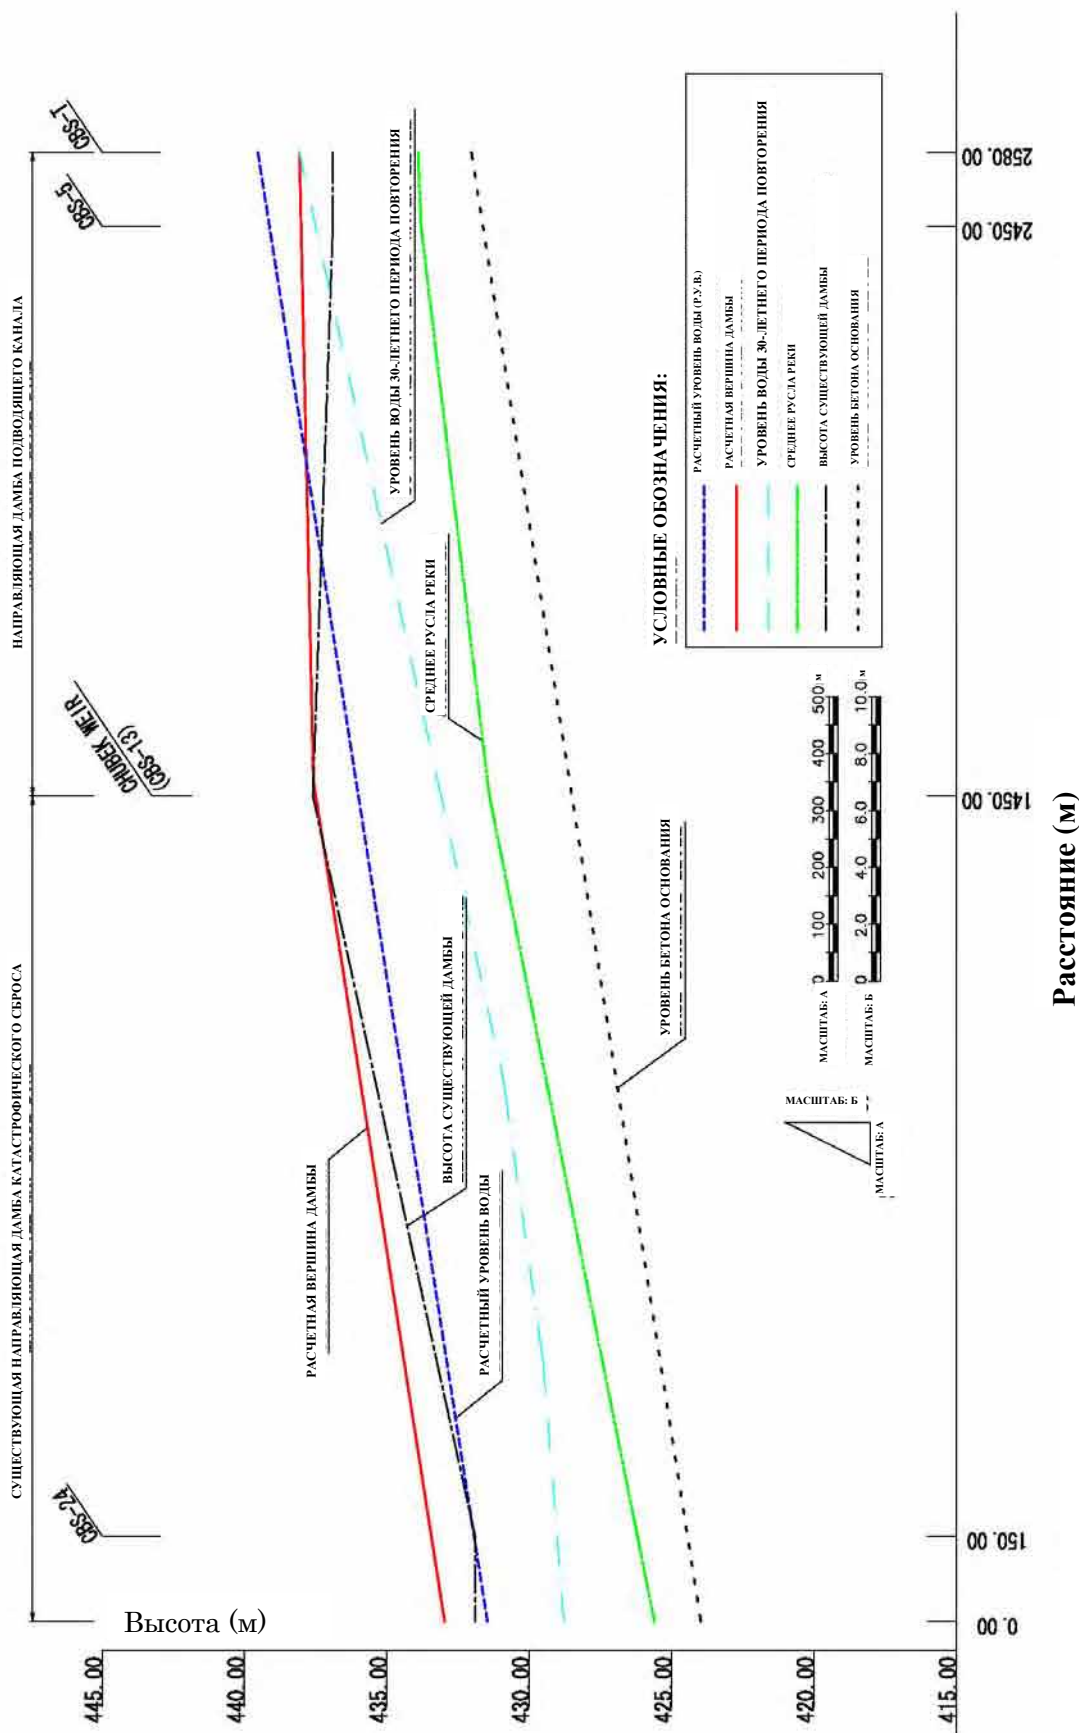 СУЩЕСТВУЮЩАЯ НАПРАВЛЯЮЩАЯ ДАМБА КАТАСТРОФИЧЕСКОГО СБРОСА
НАПРАВЛЯЮЩАЯ ДАМБА ПОДВОДЯЩЕГО КАНАЛА
CBS-24
CHUBEK WEIR
(CBS-13)
CBS-5
CBS-1
Высота (м)
445.00
440.00
435.00
430.00
425.00
420.00
415.00
РАСЧЕТНАЯ ВЕРШИНА ДАМБЫ
ВЫСОТА СУЩЕСТВУЮЩЕЙ ДАМБЫ
РАСЧЕТНЫЙ УРОВЕНЬ ВОДЫ
УРОВЕНЬ ВОДЫ 30-ЛЕТНЕГО ПЕРИОДА ПОВТОРЕНИЯ
СРЕДНЕЕ РУСЛА РЕКИ
УРОВЕНЬ БЕТОНА ОСНОВАНИЯ
УСЛОВНЫЕ ОБОЗНАЧЕНИЯ:
РАСЧЕТНЫЙ УРОВЕНЬ ВОДЫ (Р.У.В.)
РАСЧЕТНАЯ ВЕРШИНА ДАМБЫ
УРОВЕНЬ ВОДЫ 30-ЛЕТНЕГО ПЕРИОДА ПОВТОРЕНИЯ
СРЕДНЕЕ РУСЛА РЕКИ
ВЫСОТА СУЩЕСТВУЮЩЕЙ ДАМБЫ
УРОВЕНЬ БЕТОНА ОСНОВАНИЯ
МАСШТАБ: Б
МАСШТАБ: А
МАСШТАБ: А 0 100 200 300 400 500 м
МАСШТАБ: Б 0.0 2.0 4.0 6.0 8.0 10.0 м
0.00 150.00 1450.00 2450.00 2580.00
Расстояние (м)